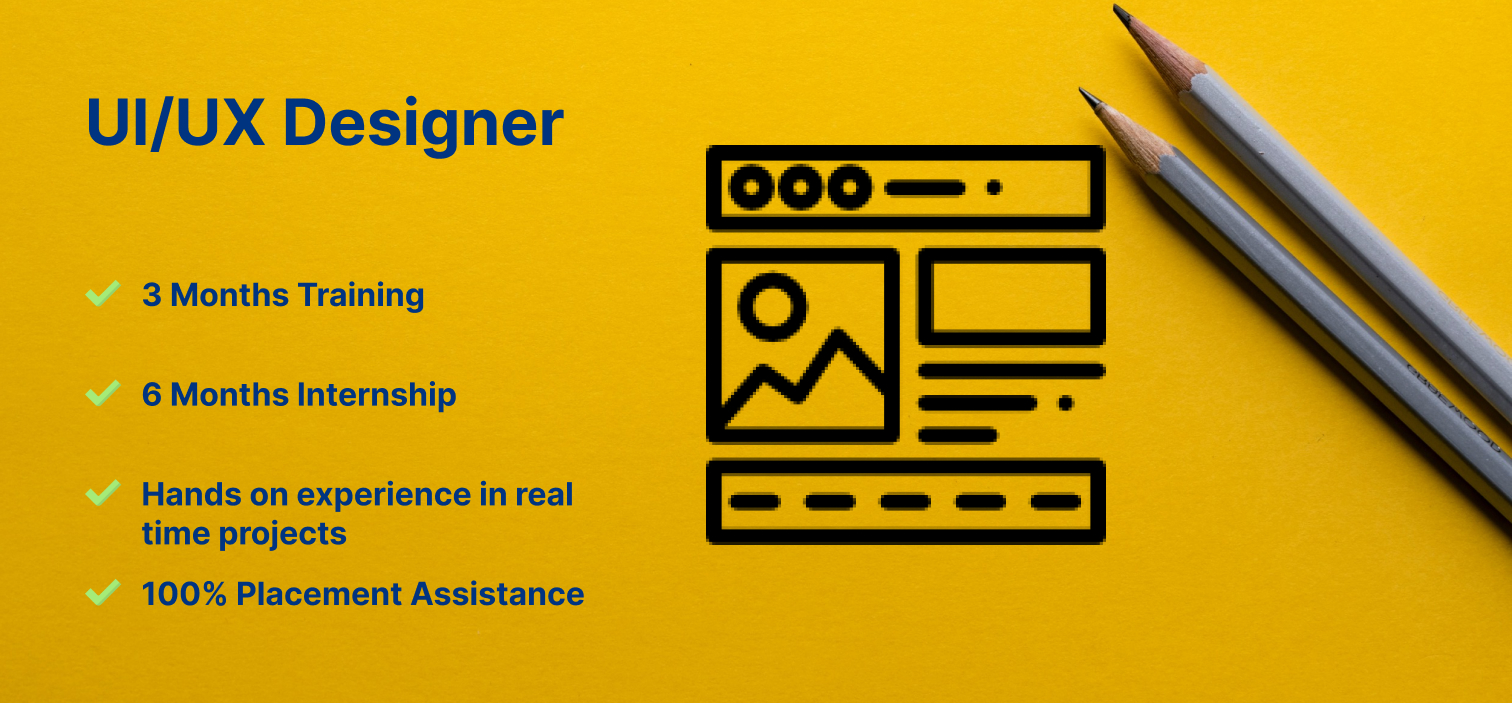 UI/UX Designer
3 Months Training
6 Months Internship
Hands on experience in real
time projects
100% Placement Assistance